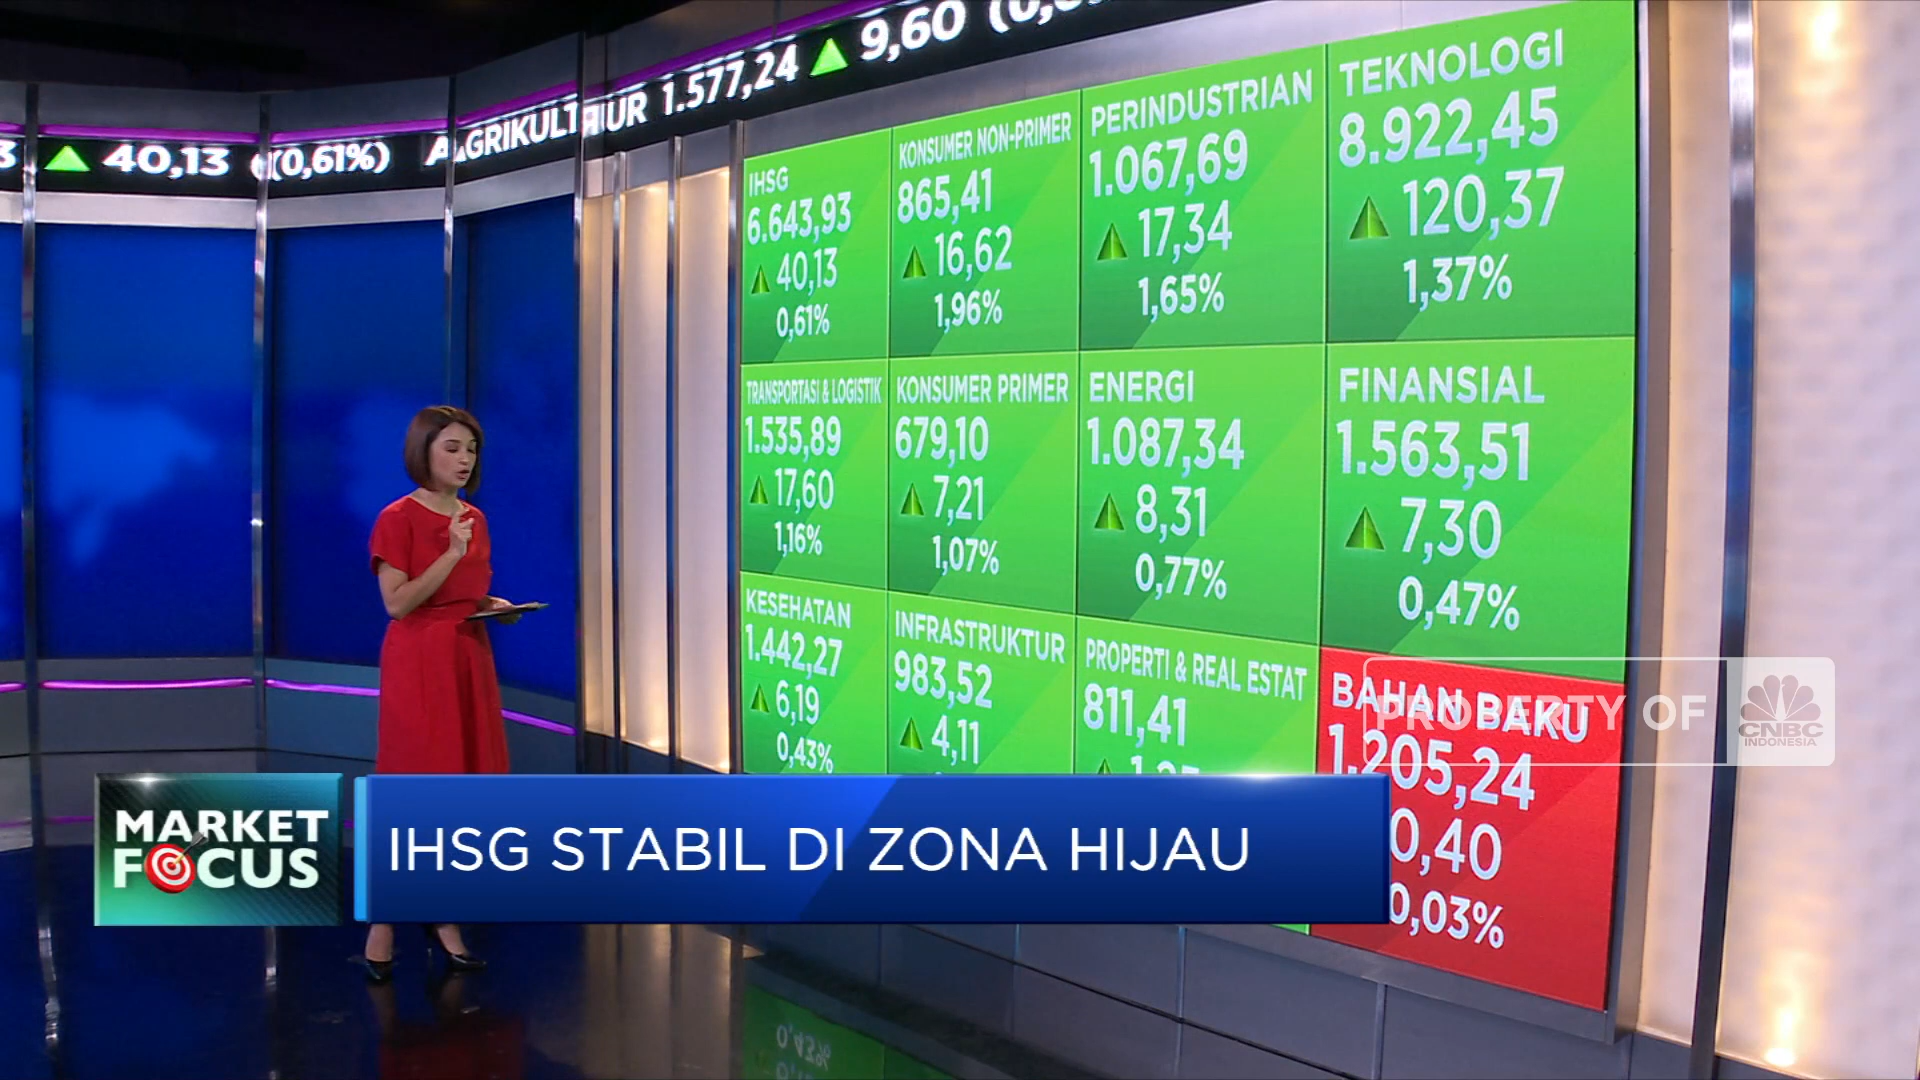 9,60
1.577,24
40,13 (0,61%) AGRIKULT
IHSG
6.643,93
40,13
0,61%
KONSUMER NON-PRIMER
865,41
16,62
1,96%
PERINDUSTRIAN
1.067,69
17,34
1,65%
TEKNOLOGI
8.922,45
120,37
1,37%
TRANSPORTASI & LOGISTIK
1.535,89
17,60
1,16%
KONSUMER PRIMER
679,10
7,21
1,07%
ENERGI
1.087,34
8,31
0,77%
FINANSIAL
1.563,51
7,30
0,47%
KESEHATAN
1.442,27
6,19
0,43%
INFRASTRUKTUR
983,52
4,11
PROPERTI & REAL ESTAT
811,41
BAHAN BAKU
1.205,24
0,40
0,03%
PROPERTY OF
CNBC
INDONESIA
MARKET
FOCUS
IHSG STABIL DI ZONA HIJAU
0,43%